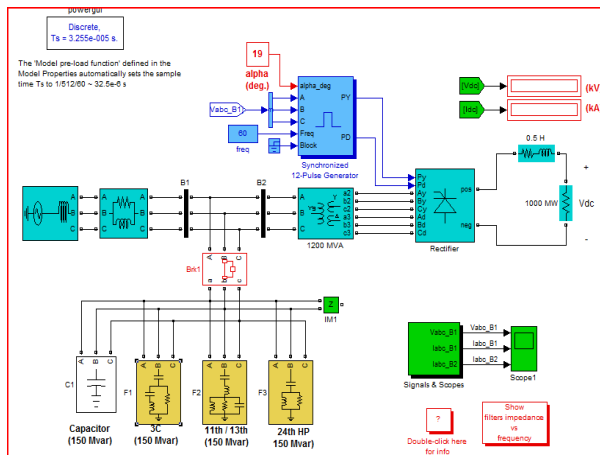 powergui
Discrete,
Ts = 3.255e-005 s.
The 'Model pre-load function' defined in the
Model Properties automatically sets the sample
time Ts to 1/512/60 ~ 32.5e-6 s
19
alpha
(deg.)
Vabc_B1
60
freq
alpha_deg
A
B
C
Freq
Block
PY
PD
Synchronized
12-Pulse Generator
[Vdc]
(kV
[Idc]
(kA
A
B
C
A
B
C
A
B
C
B1
B2
A
B
C
Y
a2
b2
c2
a3
b3
c3
1200 MVA
Py
Pd
Ay
By
Cy
Ad
Bd
Cd
pos
neg
Rectifier
0.5 H
+
1000 MW
Vdc
-
Brk1
A
B
C
a
b
c
Z
IM1
A
B
C
C1
Capacitor
(150 Mvar)
A
B
C
F1
3C
(150 Mvar)
A
B
C
F2
11th / 13th
(150 Mvar)
A
B
C
F3
24th HP
150 Mvar)
Vabc_B1
Iabc_B1
Iabc_B2
Vabc_B1
Iabc_B1
Iabc_B2
Signals & Scopes
Scope1
?
Double-click here
for info
Show
filters impedance
vs
frequency